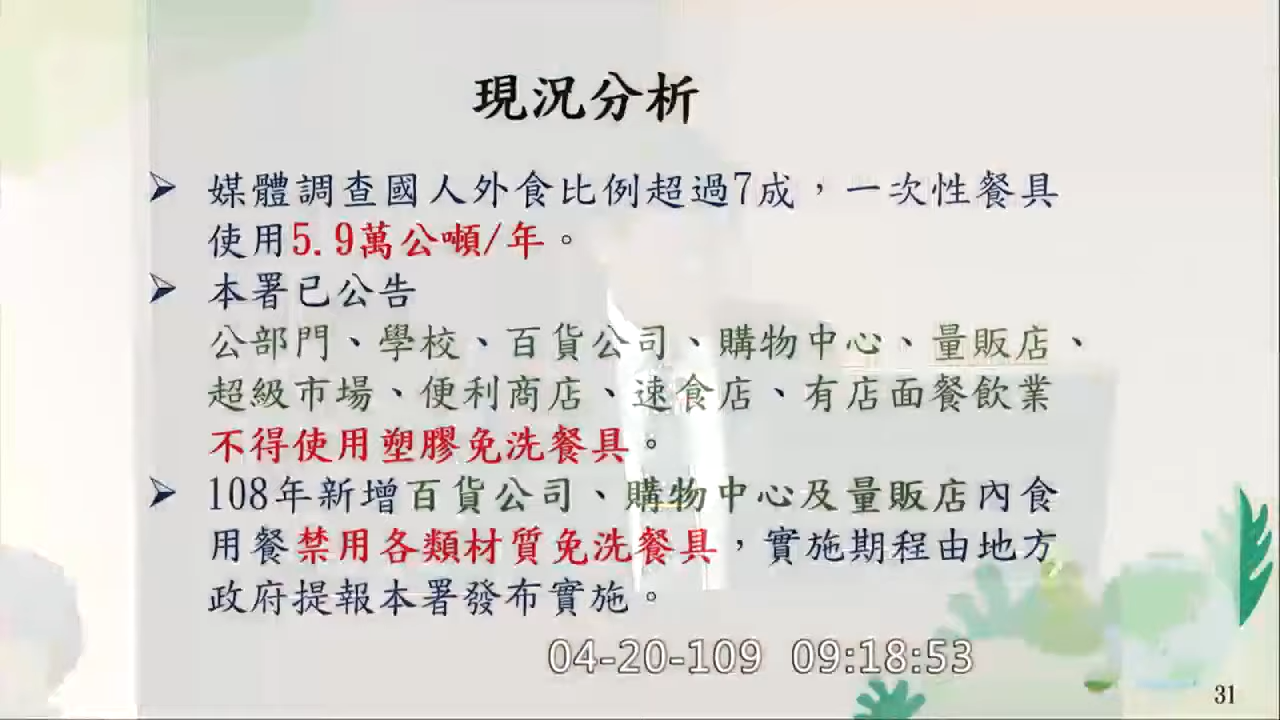 現況分析
➢ 媒體調查國人外食比例超過7成，一次性餐具
使用5.9萬公噸/年。
➢ 本署已公告
公部門、學校、百貨公司、購物中心、量販店、
超級市場、便利商店、速食店、有店面餐飲業
不得使用塑膠免洗餐具。
➢ 108年新增百貨公司、購物中心及量販店內食
用餐禁用各類材質免洗餐具，實施期程由地方
政府提報本署發布實施。
04-20-109 09:18:53
31